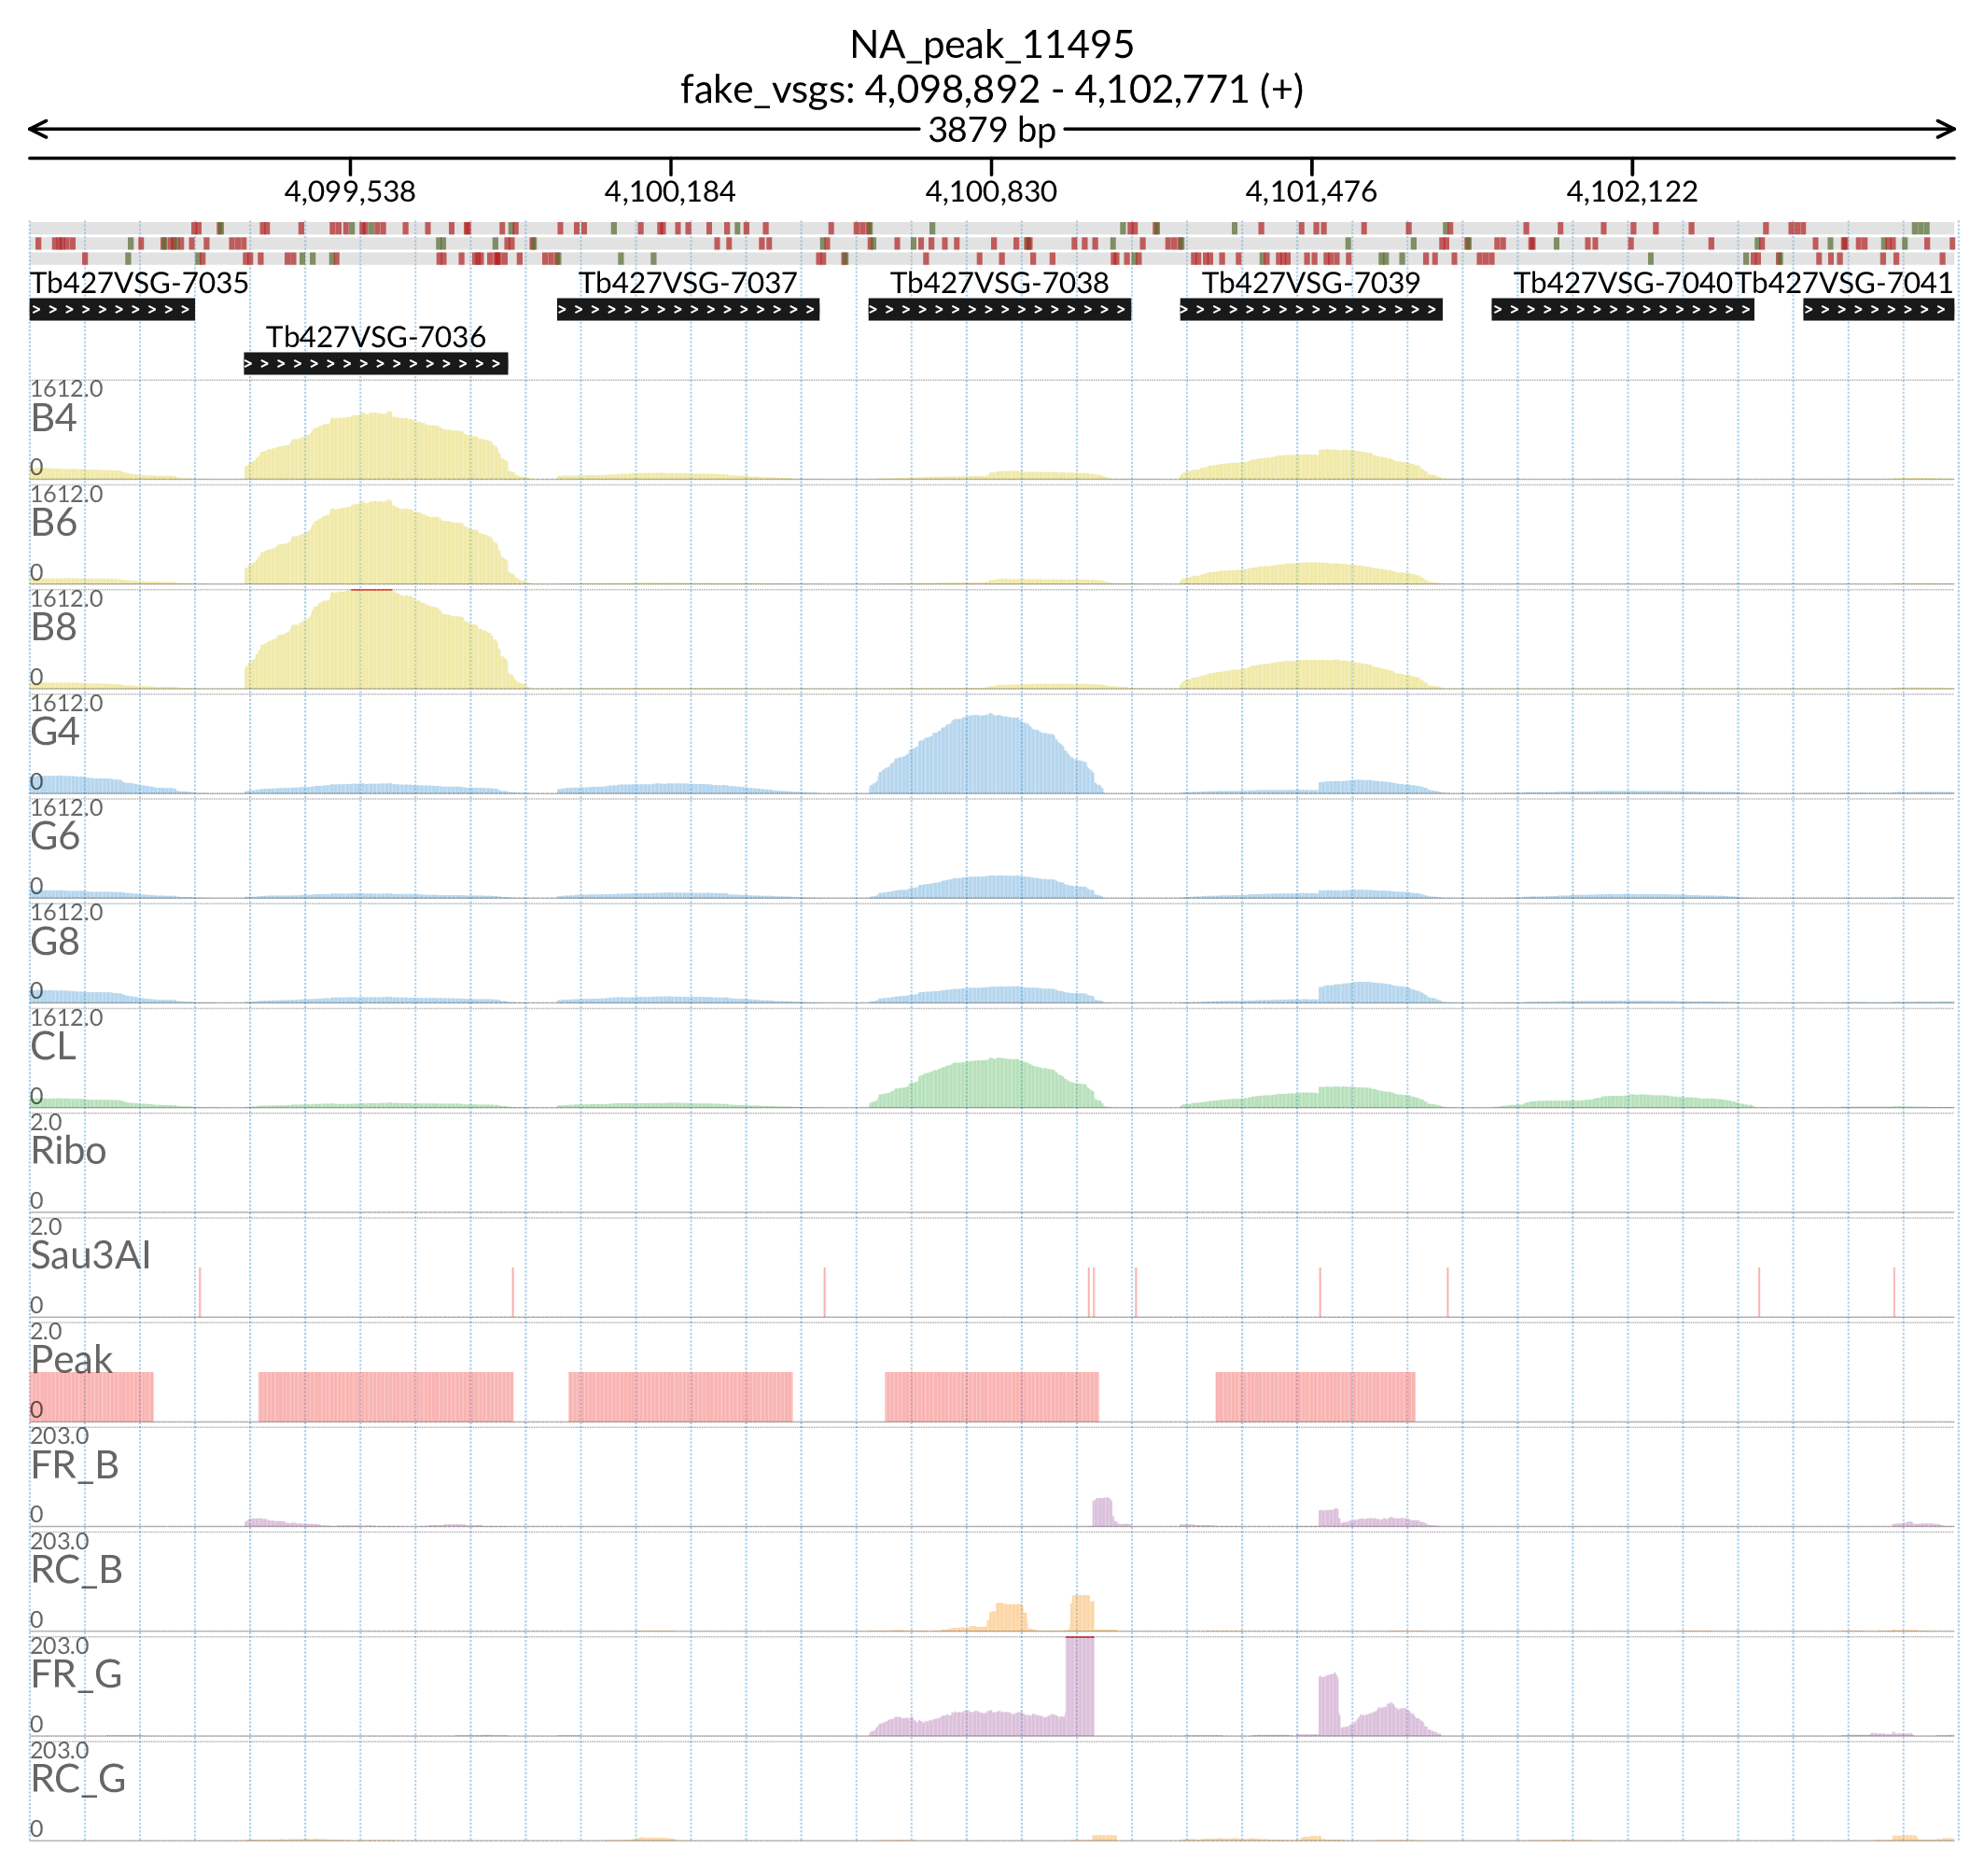 NA_peak_11495
fake_vsgs: 4,098,892 - 4,102,771 (+)
3879 bp
4,099,538 4,100,184 4,100,830 4,101,476 4,102,122
Tb427VSG-7035 Tb427VSG-7037 Tb427VSG-7038 Tb427VSG-7039 Tb427VSG-7040 Tb427VSG-7041
Tb427VSG-7036
1612.0
B4
0
1612.0
B6
0
1612.0
B8
0
1612.0
G4
0
1612.0
G6
0
1612.0
G8
0
1612.0
CL
0
2.0
Ribo
0
2.0
Sau3AI
0
2.0
Peak
0
203.0
FR_B
0
203.0
RC_B
0
203.0
FR_G
0
203.0
RC_G
0